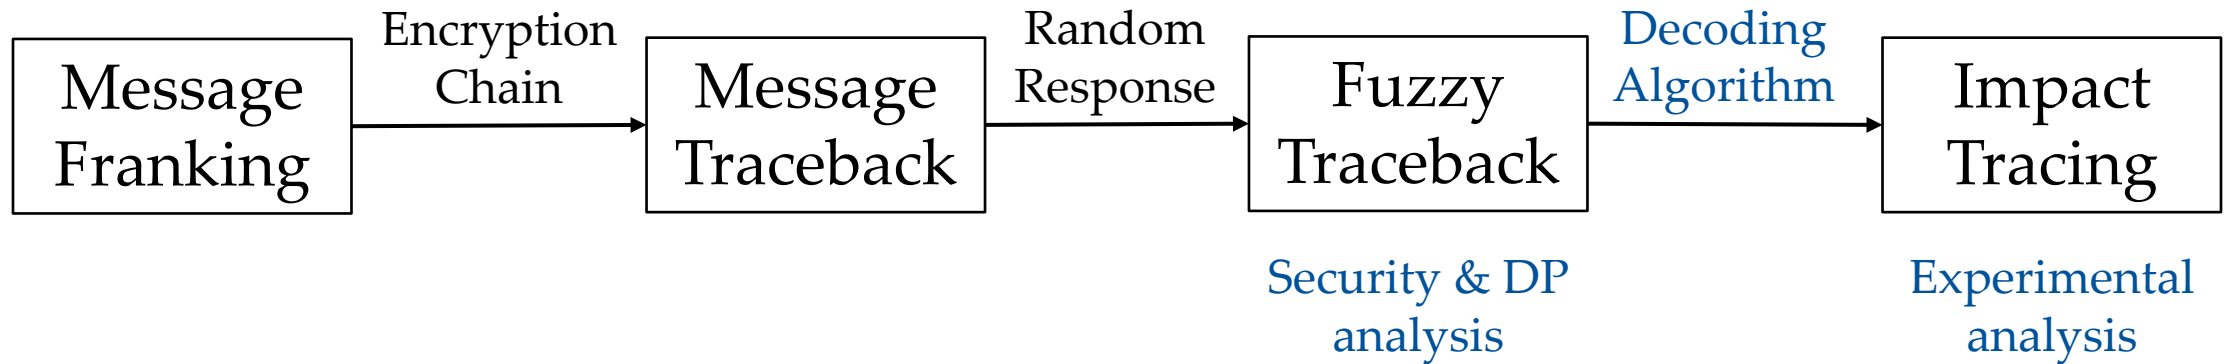 Message
Franking
Encryption
Chain
Message
Traceback
Random
Response
Fuzzy
Traceback
Decoding
Algorithm
Impact
Tracing
Security & DP
analysis
Experimental
analysis